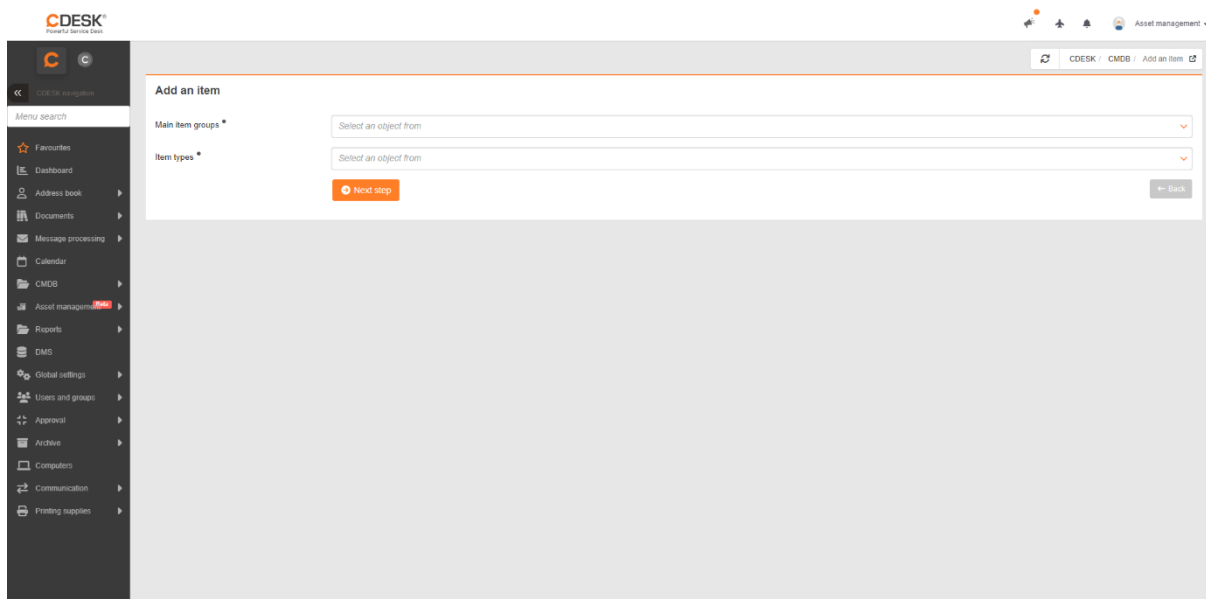 CDESK®
Powerful Service Desk
Asset management
C C
CDESK / CMDB / Add an item
CDESK navigation
Menu search
Add an item
Main item groups *
Select an object from
Item types *
Select an object from
Next step
← Back
Favourites
Dashboard
Address book
Documents
Message processing
Calendar
CMDB
Asset management Beta
Reports
DMS
Global settings
Users and groups
Approval
Archive
Computers
Communication
Printing supplies